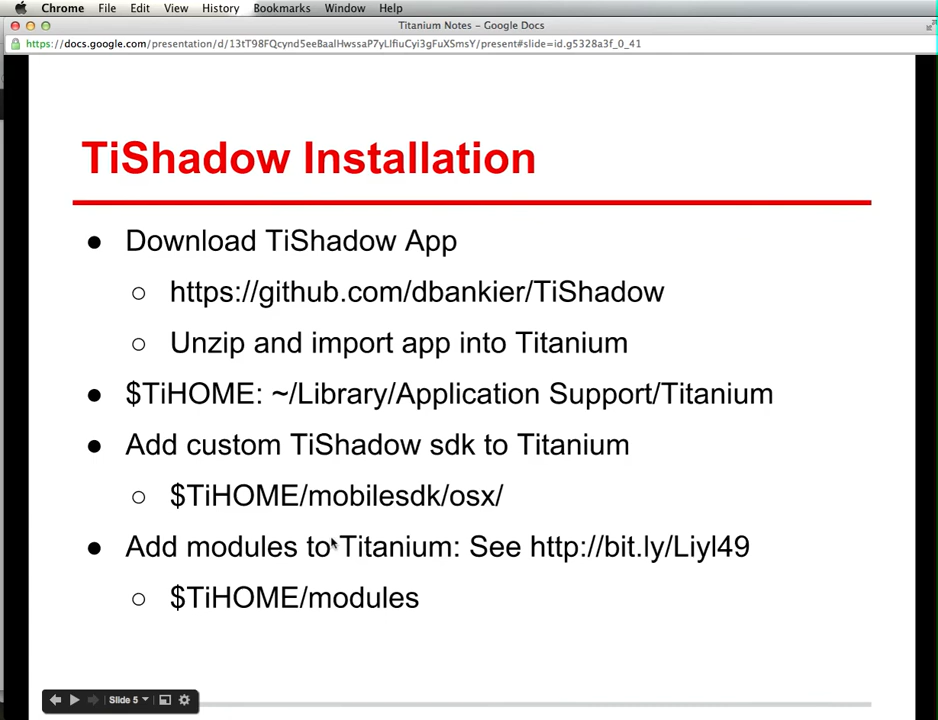 Chrome File Edit View History Bookmarks Window Help
Titanium Notes – Google Docs
https://docs.google.com/presentation/d/13tT98FQcynd5eeBaalHwssaP7yLIfiuCyi3gFuXSmsY/present#slide=id.g5328a3f_0_41
TiShadow Installation
● Download TiShadow App
○ https://github.com/dbankier/TiShadow
○ Unzip and import app into Titanium
● $TiHOME: ~/Library/Application Support/Titanium
● Add custom TiShadow sdk to Titanium
○ $TiHOME/mobilesdk/osx/
● Add modules to Titanium: See http://bit.ly/Liyl49
○ $TiHOME/modules
Slide 5